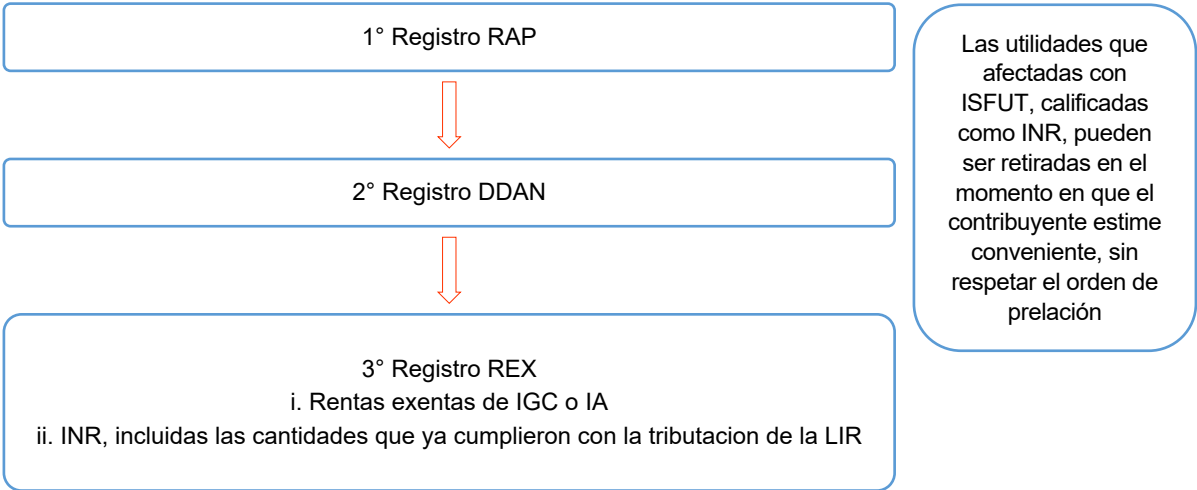 1° Registro RAP
2° Registro DDAN
3° Registro REX
i. Rentas exentas de IGC o IA
ii. INR, incluidas las cantidades que ya cumplieron con la tributacion de la LIR
Las utilidades que
afectadas con
ISFUT, calificadas
como INR, pueden
ser retiradas en el
momento en que el
contribuyente estime
conveniente, sin
respetar el orden de
prelación